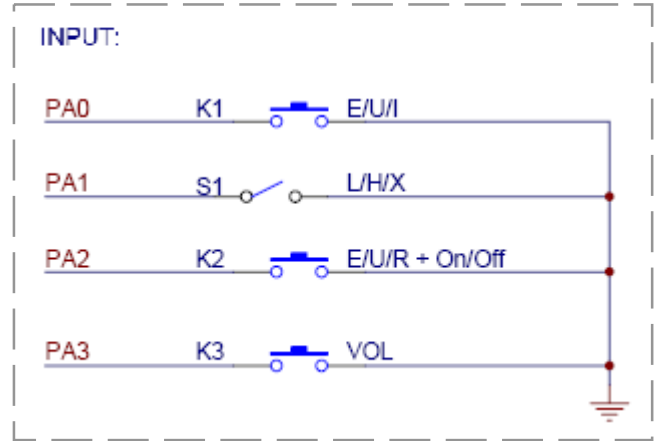 INPUT:
PA0 K1 E/U/I
PA1 S1 L/H/X
PA2 K2 E/U/R + On/Off
PA3 K3 VOL